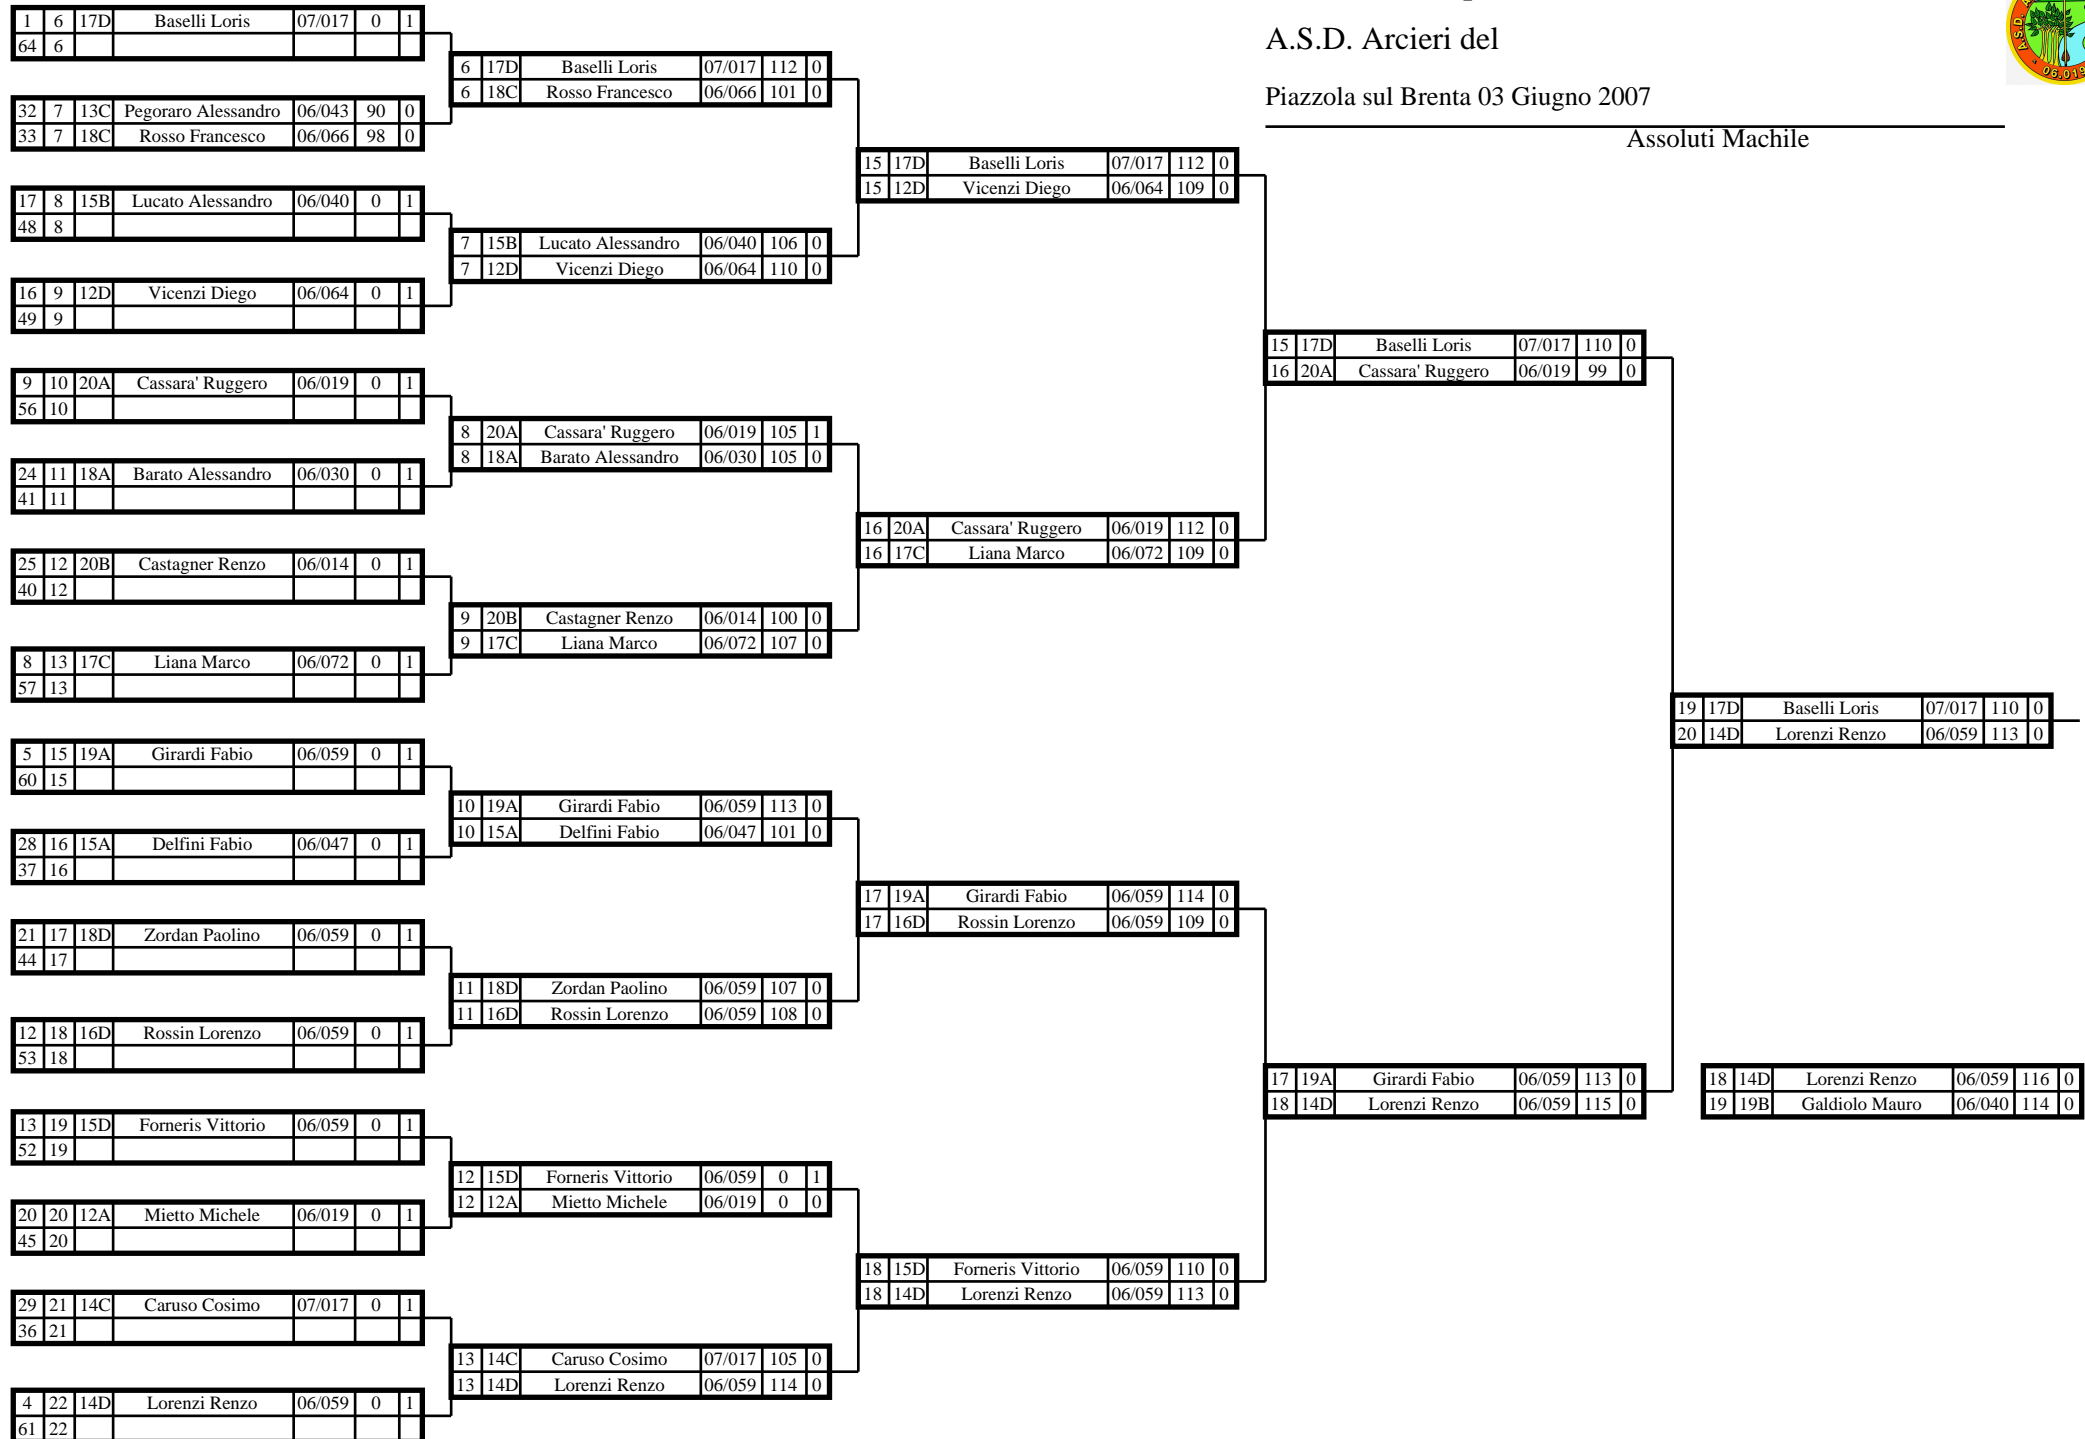 A.S.D. Arcieri del
Piazzola sul Brenta 03 Giugno 2007
Assoluti Machile
1 6 17D Baselli Loris 07/017 0 1
64 6
32 7 13C Pegoraro Alessandro 06/043 90 0
33 7 18C Rosso Francesco 06/066 98 0
17 8 15B Lucato Alessandro 06/040 0 1
48 8
16 9 12D Vicenzi Diego 06/064 0 1
49 9
9 10 20A Cassara' Ruggero 06/019 0 1
56 10
24 11 18A Barato Alessandro 06/030 0 1
41 11
25 12 20B Castagner Renzo 06/014 0 1
40 12
8 13 17C Liana Marco 06/072 0 1
57 13
5 15 19A Girardi Fabio 06/059 0 1
60 15
28 16 15A Delfini Fabio 06/047 0 1
37 16
21 17 18D Zordan Paolino 06/059 0 1
44 17
12 18 16D Rossin Lorenzo 06/059 0 1
53 18
13 19 15D Forneris Vittorio 06/059 0 1
52 19
20 20 12A Mietto Michele 06/019 0 1
45 20
29 21 14C Caruso Cosimo 07/017 0 1
36 21
4 22 14D Lorenzi Renzo 06/059 0 1
61 22
6 17D Baselli Loris 07/017 112 0
6 18C Rosso Francesco 06/066 101 0
7 15B Lucato Alessandro 06/040 106 0
7 12D Vicenzi Diego 06/064 110 0
8 20A Cassara' Ruggero 06/019 105 1
8 18A Barato Alessandro 06/030 105 0
9 20B Castagner Renzo 06/014 100 0
9 17C Liana Marco 06/072 107 0
10 19A Girardi Fabio 06/059 113 0
10 15A Delfini Fabio 06/047 101 0
11 18D Zordan Paolino 06/059 107 0
11 16D Rossin Lorenzo 06/059 108 0
12 15D Forneris Vittorio 06/059 0 1
12 12A Mietto Michele 06/019 0 0
13 14C Caruso Cosimo 07/017 105 0
13 14D Lorenzi Renzo 06/059 114 0
15 17D Baselli Loris 07/017 112 0
15 12D Vicenzi Diego 06/064 109 0
16 20A Cassara' Ruggero 06/019 112 0
16 17C Liana Marco 06/072 109 0
17 19A Girardi Fabio 06/059 114 0
17 16D Rossin Lorenzo 06/059 109 0
18 15D Forneris Vittorio 06/059 110 0
18 14D Lorenzi Renzo 06/059 113 0
15 17D Baselli Loris 07/017 110 0
16 20A Cassara' Ruggero 06/019 99 0
17 19A Girardi Fabio 06/059 113 0
18 14D Lorenzi Renzo 06/059 115 0
19 17D Baselli Loris 07/017 110 0
20 14D Lorenzi Renzo 06/059 113 0
18 14D Lorenzi Renzo 06/059 116 0
19 19B Galdiolo Mauro 06/040 114 0